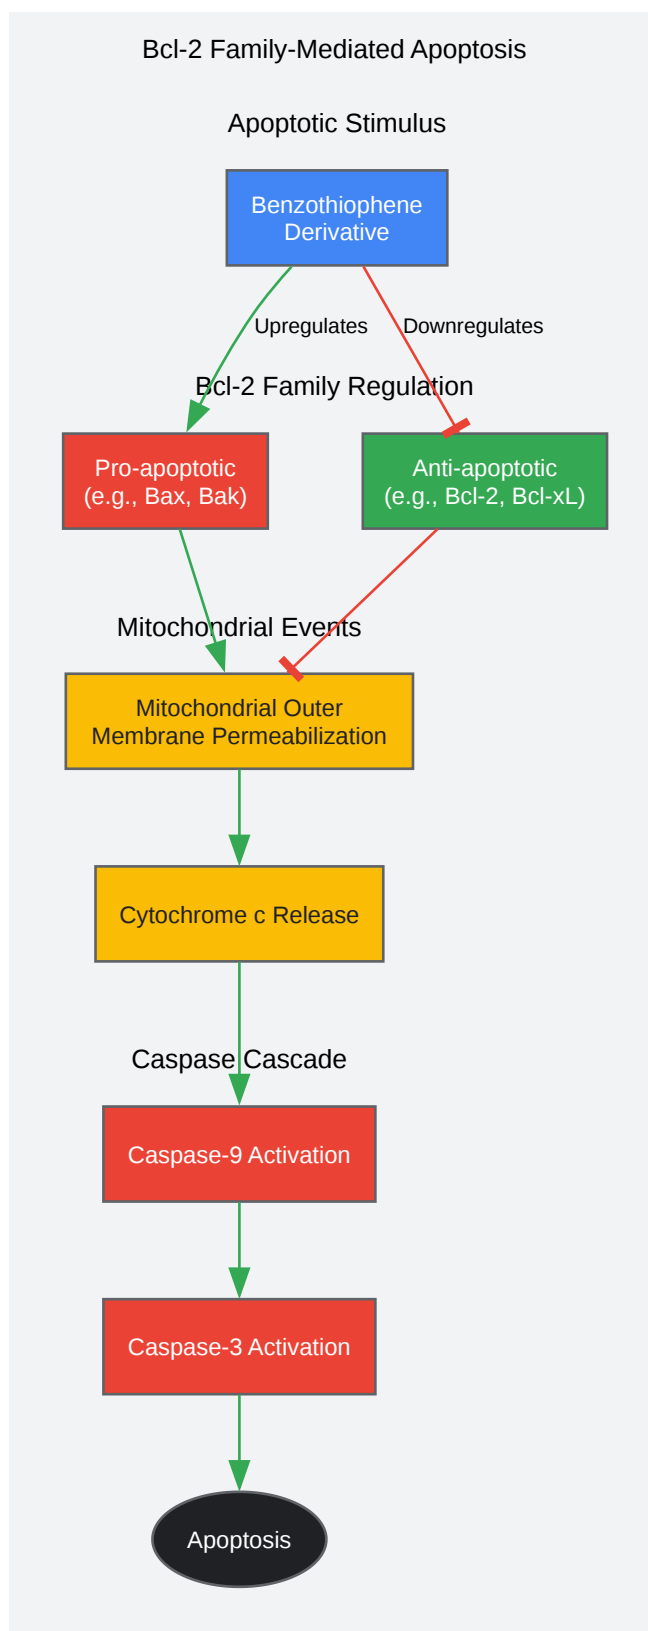 Bcl-2 Family-Mediated Apoptosis
Apoptotic Stimulus
Benzothiophene
Derivative
Upregulates
Downregulates
Bcl-2 Family Regulation
Pro-apoptotic
(e.g., Bax, Bak)
Anti-apoptotic
(e.g., Bcl-2, Bcl-xL)
Mitochondrial Events
Mitochondrial Outer
Membrane Permeabilization
Cytochrome c Release
Caspase Cascade
Caspase-9 Activation
Caspase-3 Activation
Apoptosis